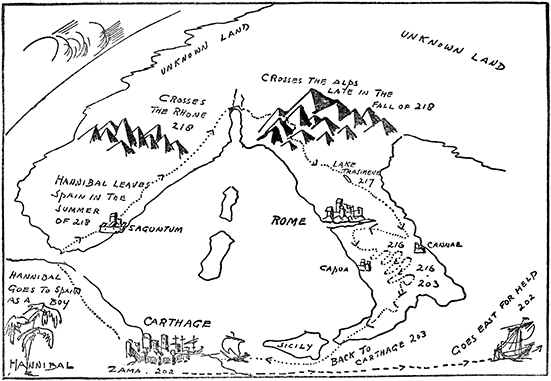 UNKNOWN LAND
UNKNOWN LAND
CROSSES THE ALPS
LATE IN THE
FALL OF 218
CROSSES
THE RHONE
218
LAKE
TRASIMENE
217
HANNIBAL LEAVES
SPAIN IN THE
SUMMER
OF 218
SAGUNTUM
ROME
216
CANNAE
CAPUA
216
203
HANNIBAL
GOES TO SPAIN
AS A BOY
HANNIBAL
CARTHAGE
ZAMA. 202
SICILY
BACK TO
CARTHAGE 203
GOES EAST FOR HELP
202